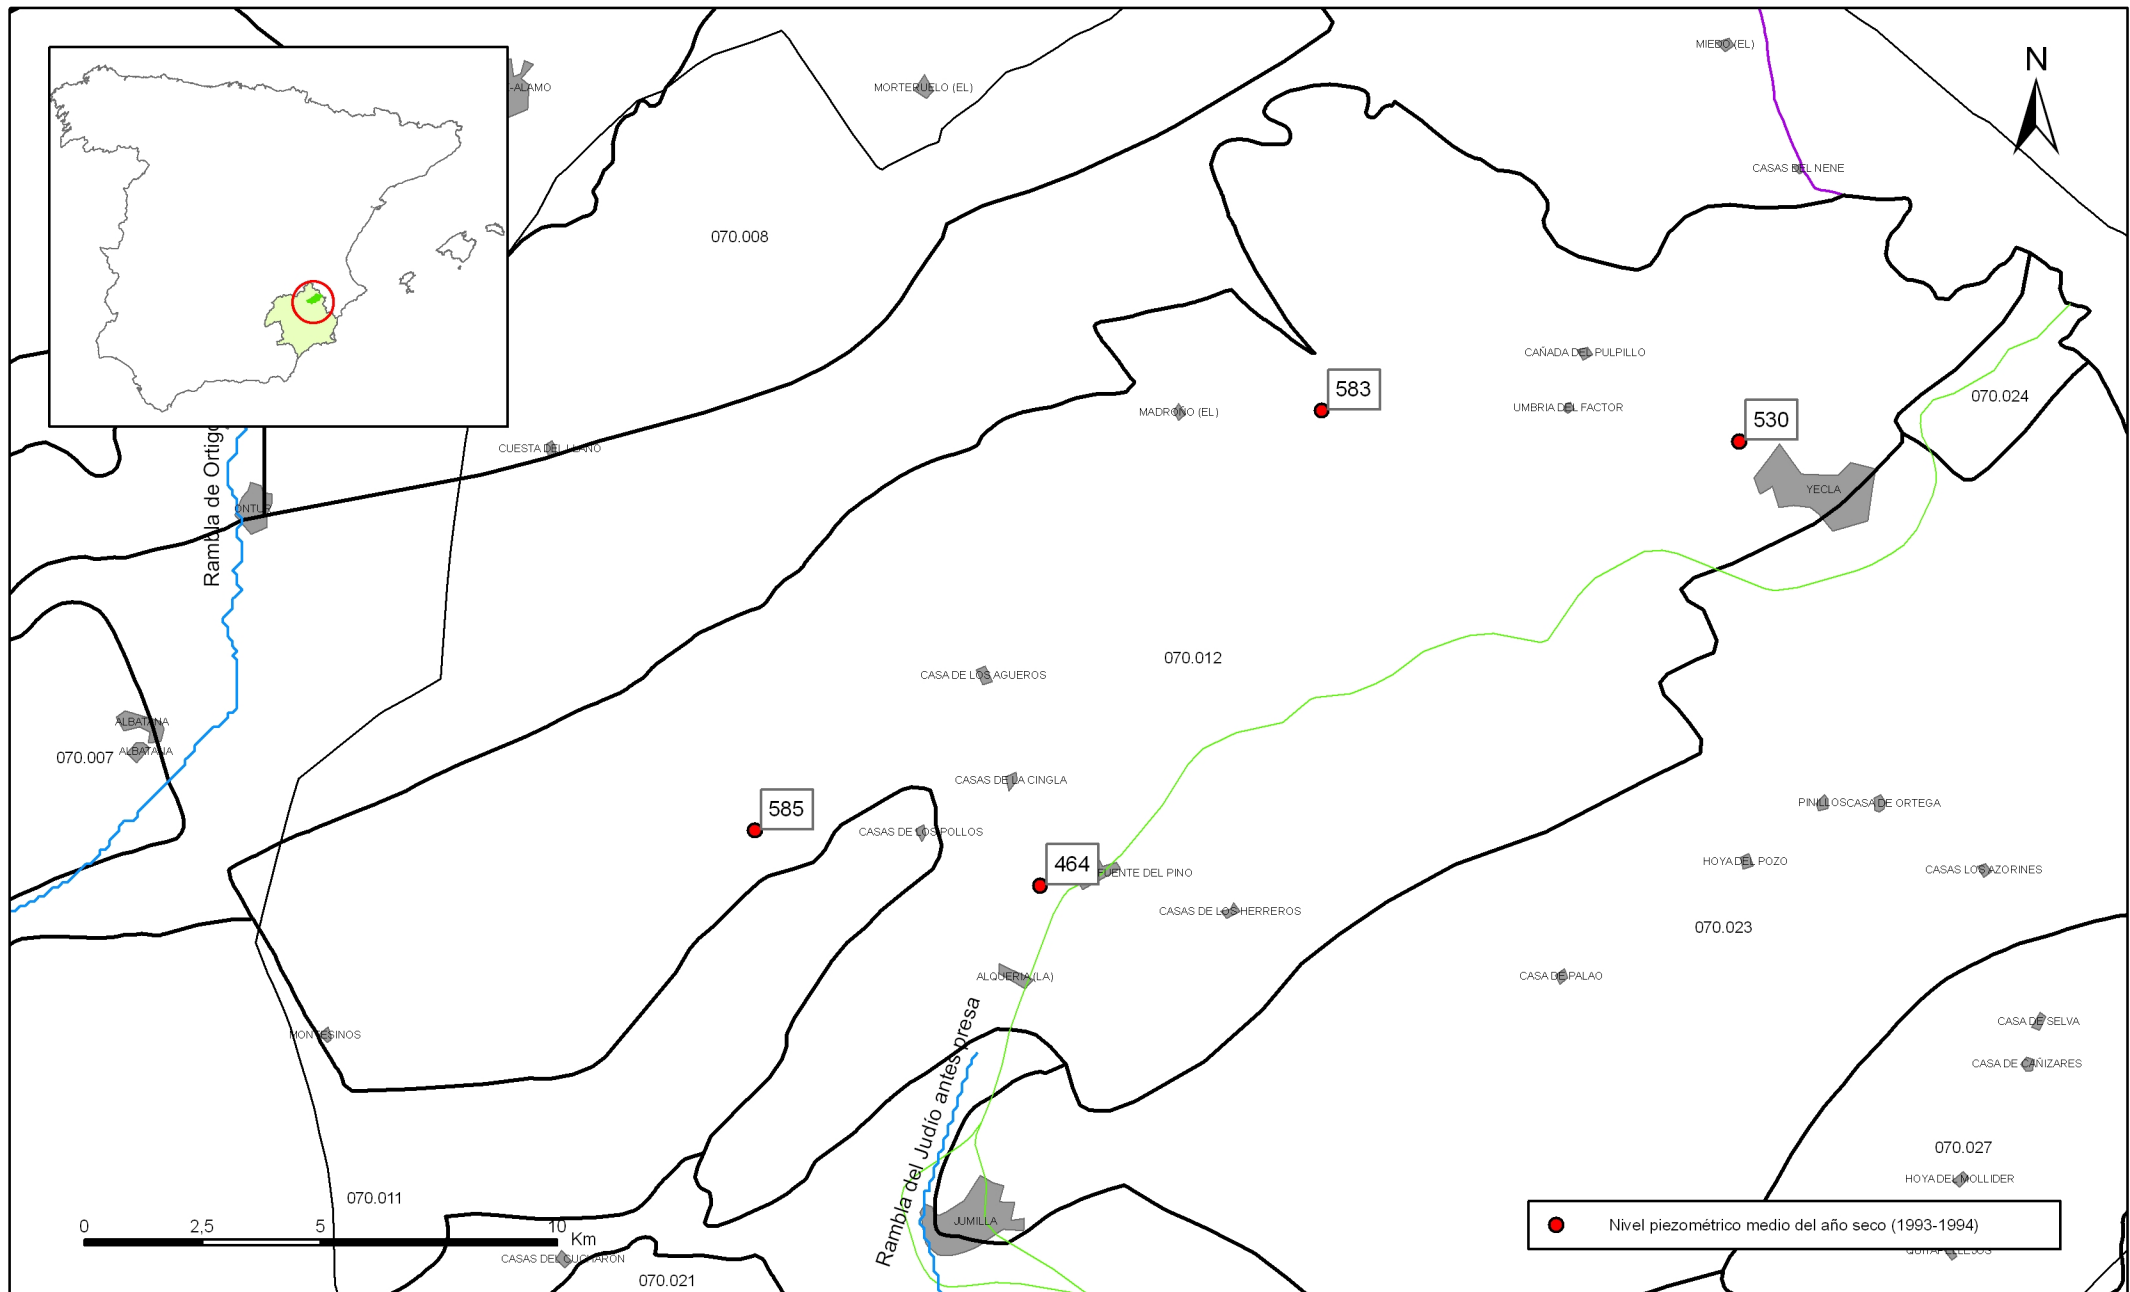 MIEDO (EL)
N
MORTERUELO (EL)
CASAS DEL NENE
070.008
CAÑADA DEL PULPILLO
583
MADROÑO (EL)
UMBRIA DEL FACTOR
070.024
530
CUESTA DEL LLANO
YECLA
ONTUR
070.012
CASA DE LOS AGUEROS
ALBATANA
ALBATANA
070.007
CASAS DE LA CINGLA
585
CASAS DE LOS POLLOS
PINILLOS
CASA DE ORTEGA
464
FUENTE DEL PINO
HOYA DEL POZO
CASAS LOS AZORINES
CASAS DE LOS HERREROS
070.023
ALQUERIA (LA)
CASA DE PALAO
MONTESINOS
CASA DE SELVA
CASA DE CAÑIZARES
Rambla del Judío antes presa
070.027
HOYA DEL MOLLIDER
070.011
JUMILLA
0 2,5 5 10
Km
Nivel piezométrico medio del año seco (1993-1994)
CASAS DEL CUCHARON
070.021